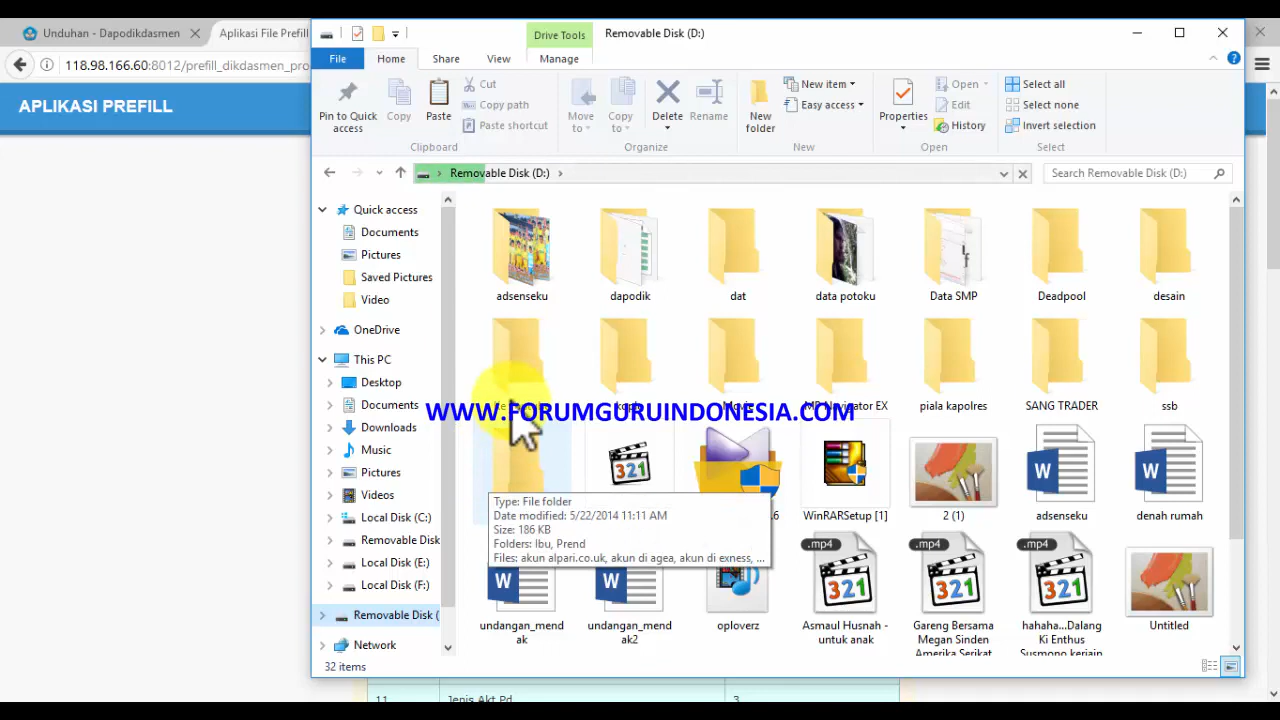 Unduhan - Dapodikdasmen
Aplikasi File Prefill
118.98.166.60:8012/prefill_dikdasmen_pro
APLIKASI PREFILL
Drive Tools
Removable Disk (D:)
File
Home
Share
View
Manage
Pin to Quick access
Copy
Paste
Cut
Copy path
Paste shortcut
Clipboard
Move to
Copy to
Delete
Rename
Organize
New folder
New item
Easy access
New
Properties
Open
Edit
History
Open
Select all
Select none
Invert selection
Select
Removable Disk (D:)
Search Removable Disk (D:)
Quick access
Documents
Pictures
Saved Pictures
Video
OneDrive
This PC
Desktop
Documents
Downloads
Music
Pictures
Videos
Local Disk (C:)
Removable Disk
Local Disk (E:)
Local Disk (F:)
Removable Disk (
Network
adsenseku
dapodik
dat
data potoku
Data SMP
Deadpool
desain
MP Navigator EX
piala kapolres
SANG TRADER
ssb
WWW.FORUMGURUINDONESIA.COM
.6
WinRARSetup [1]
2 (1)
adsenseku
denah rumah
Type: File folder
Date modified: 5/22/2014 11:11 AM
Size: 186 KB
Folders: Ibu, Prend
Files: akun alpari.co.uk, akun di agea, akun di exness, ...
.mp4
.mp4
.mp4
undangan_mend
ak
undangan_mend
ak2
oploverz
Asmaul Husnah -
untuk anak
Gareng Bersama
Megan Sinden
Amerika Serikat
hahaha...Dalang
Ki Enthus
Susmono kerjain
Untitled
32 items
11
Jenis Akt Pd
3